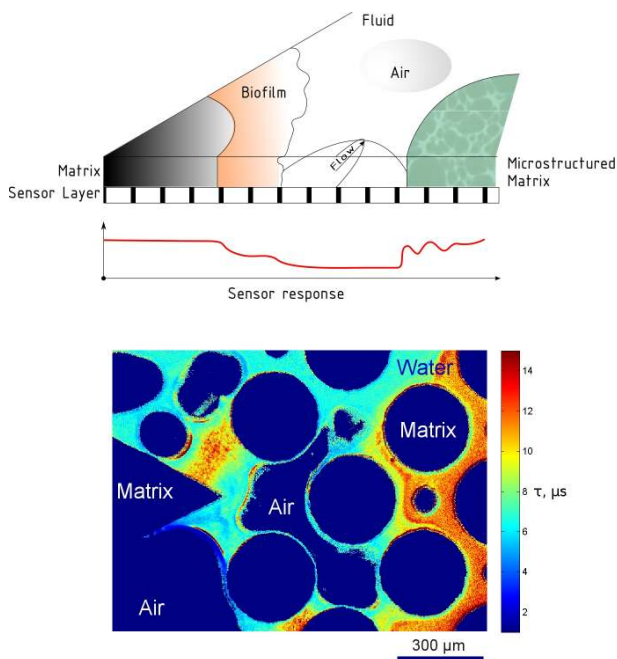 Fluid
Air
Biofilm
Flow
Matrix
Microstructured
Matrix
Sensor Layer
Sensor response
Water
Matrix
Matrix
Air
Air
14
12
10
8
6
4
2
τ, µs
300 µm